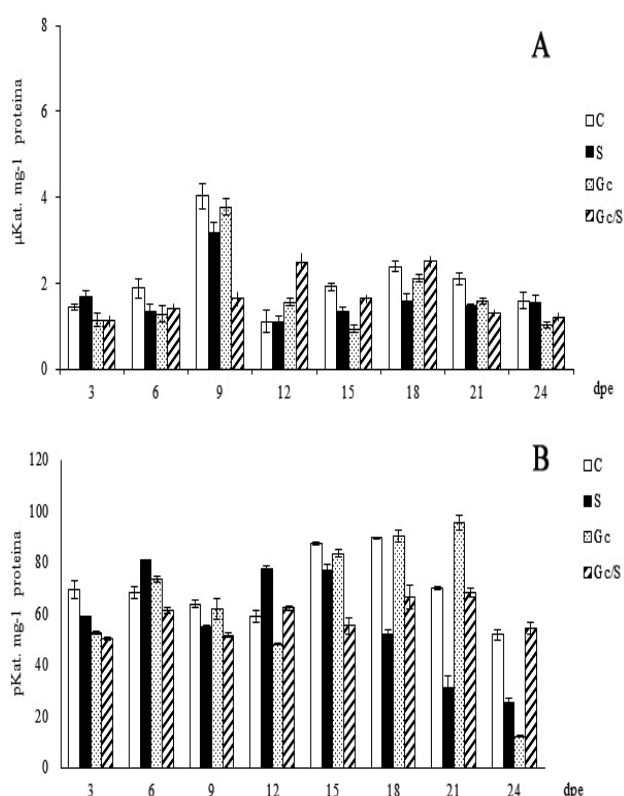 A
8
6
4
2
0
µKat. mg-1 proteina
C
S
Gc
Gc/S
3 6 9 12 15 18 21 24 dpe
B
120
100
80
60
40
20
0
pKat. mg-1 proteina
C
S
Gc
Gc/S
3 6 9 12 15 18 21 24 dpe